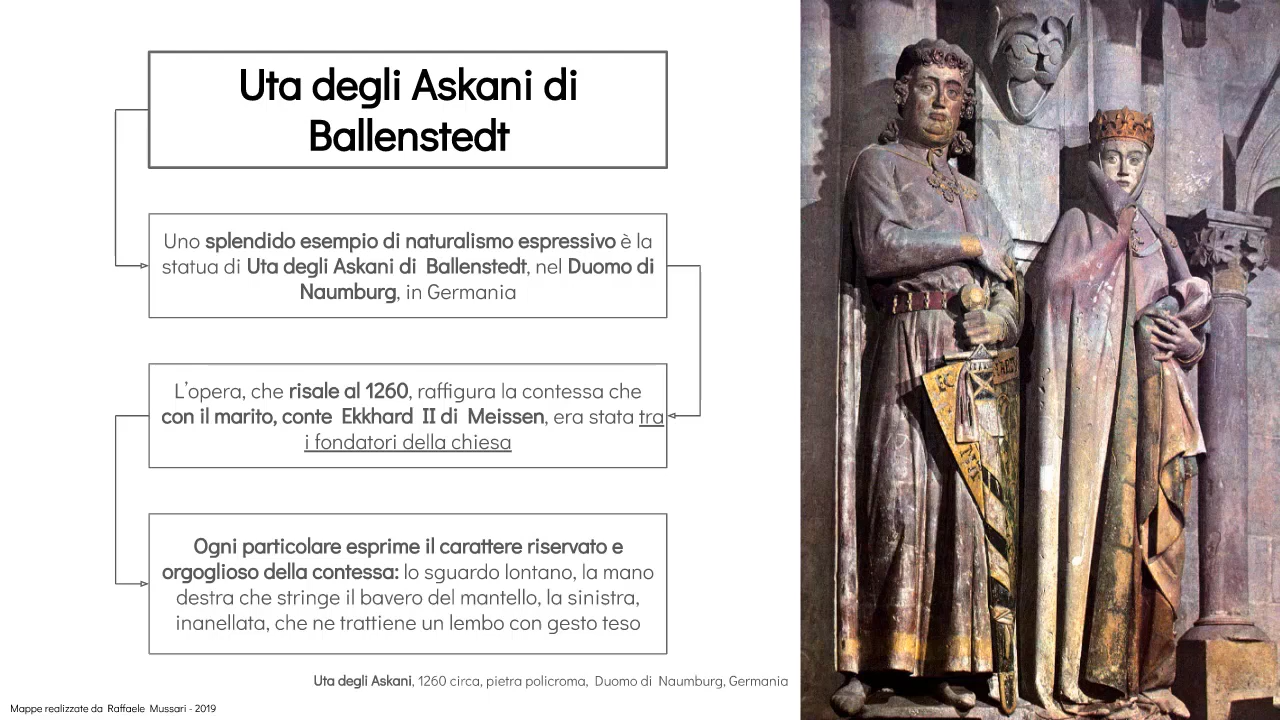 Uta degli Askani di
Ballenstedt
Uno splendido esempio di naturalismo espressivo è la
statua di Uta degli Askani di Ballenstedt, nel Duomo di
Naumburg, in Germania
L’opera, che risale al 1260, raffigura la contessa che
con il marito, conte Ekkhard II di Meissen, era stata tra
i fondatori della chiesa
Ogni particolare esprime il carattere riservato e
orgoglioso della contessa: lo sguardo lontano, la mano
destra che stringe il bavero del mantello, la sinistra,
inanellata, che ne trattiene un lembo con gesto teso
Uta degli Askani, 1260 circa, pietra policroma, Duomo di Naumburg, Germania
Mappe realizzate da Raffaele Mussari - 2019